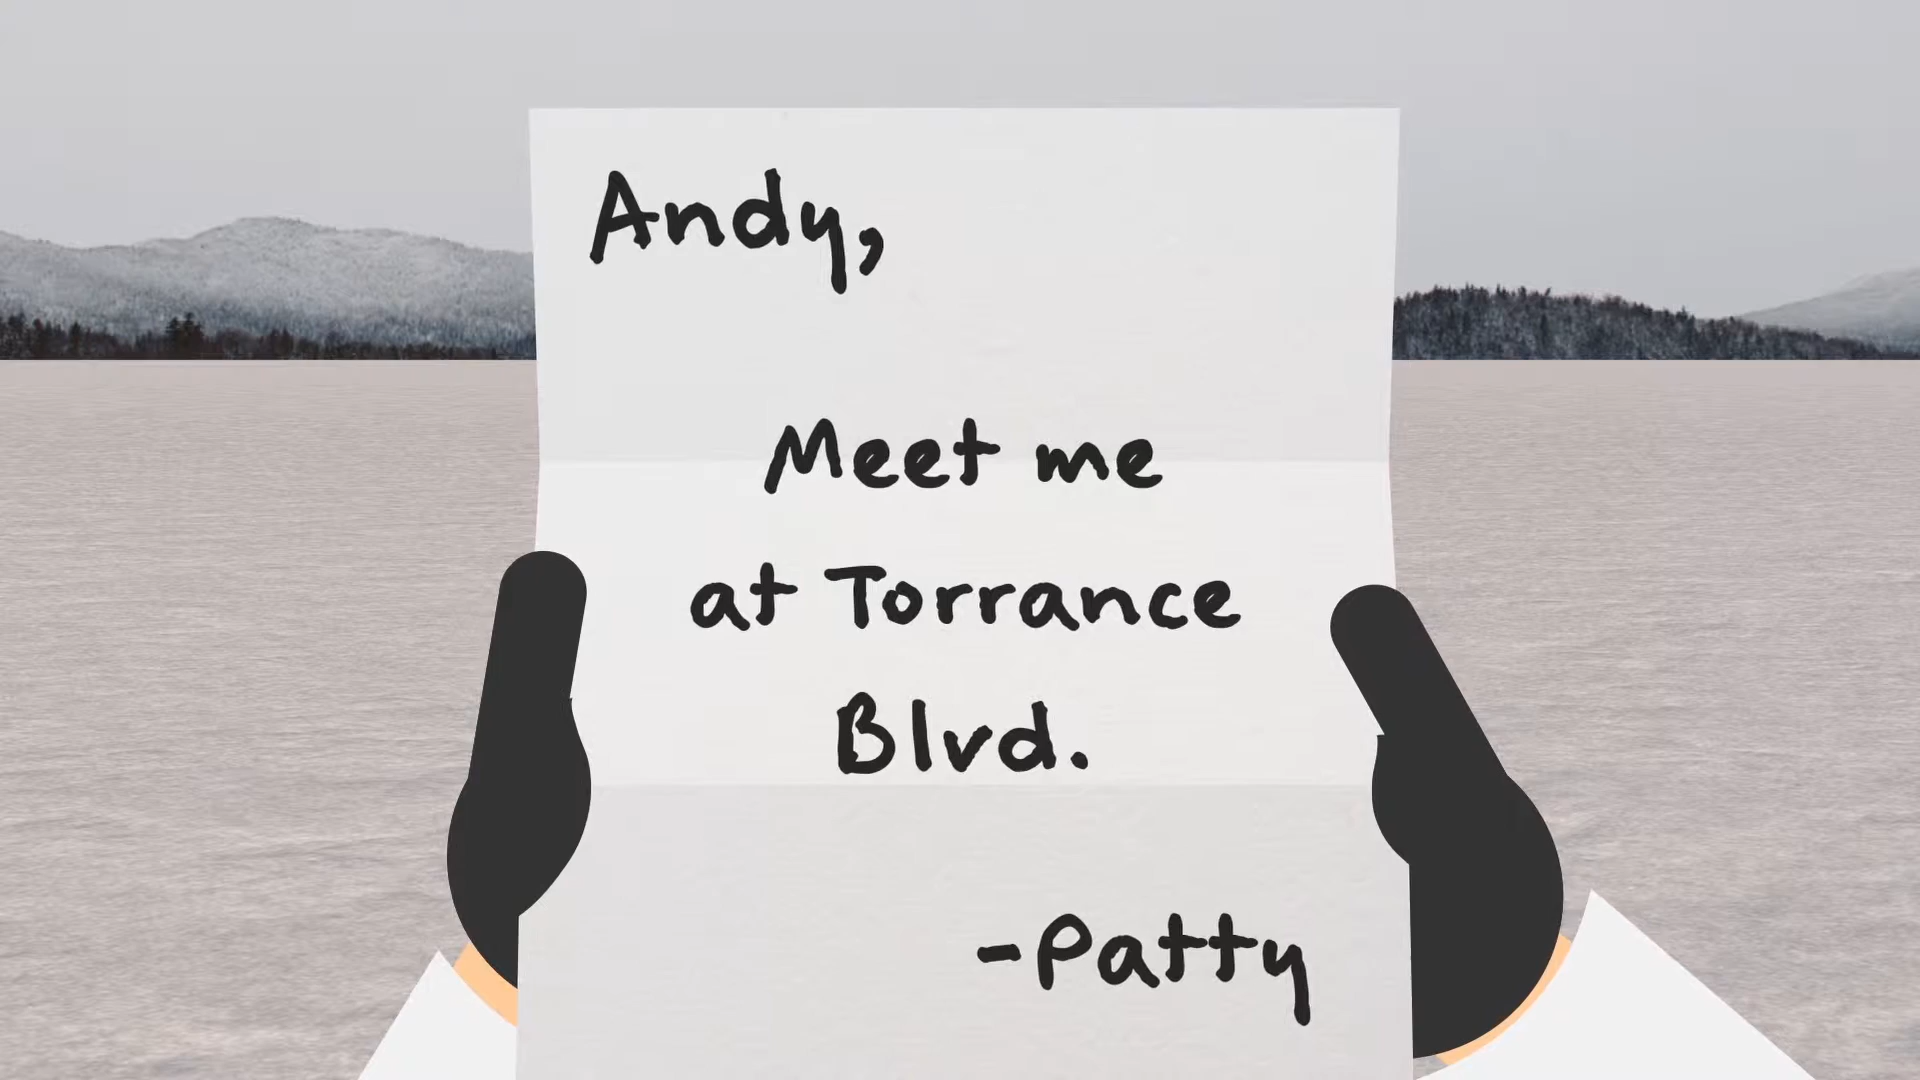 Andy,
Meet me
at Torrance
Blvd.
-Patty